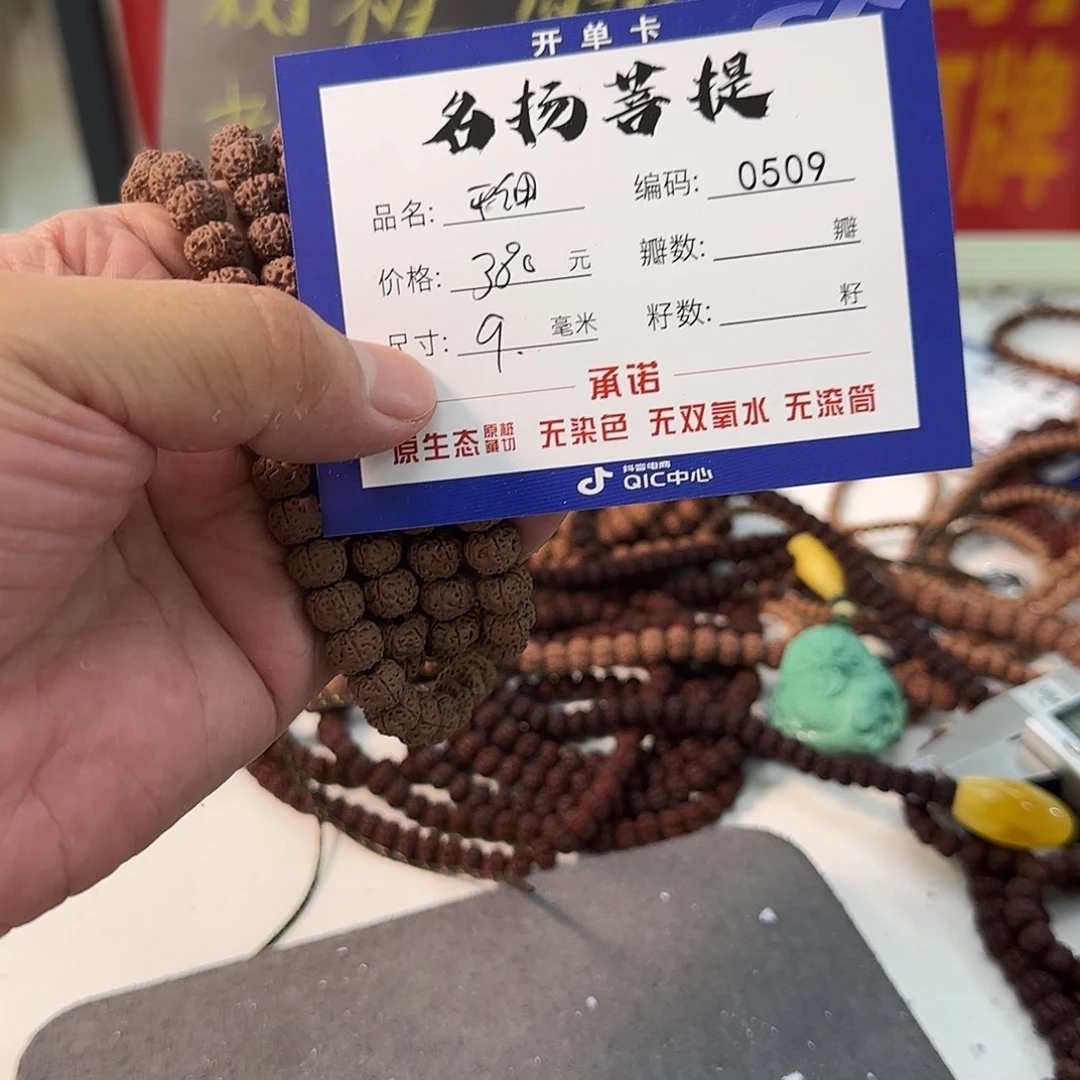 开单卡
名扬菩提
品名: 编码: 0509
价格: 380 元 瓣数: 瓣
尺寸: 9. 毫米 籽数: 籽
承诺
原生态 原桩 无染色 无双氧水 无滚筒
抖音电商
QIC中心
牌